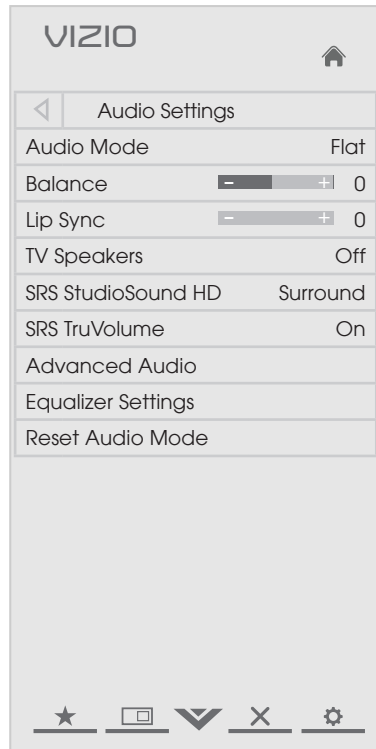 VIZIO
Audio Settings
Audio Mode Flat
Balance - + 0
Lip Sync - + 0
TV Speakers Off
SRS StudioSound HD Surround
SRS TruVolume On
Advanced Audio
Equalizer Settings
Reset Audio Mode